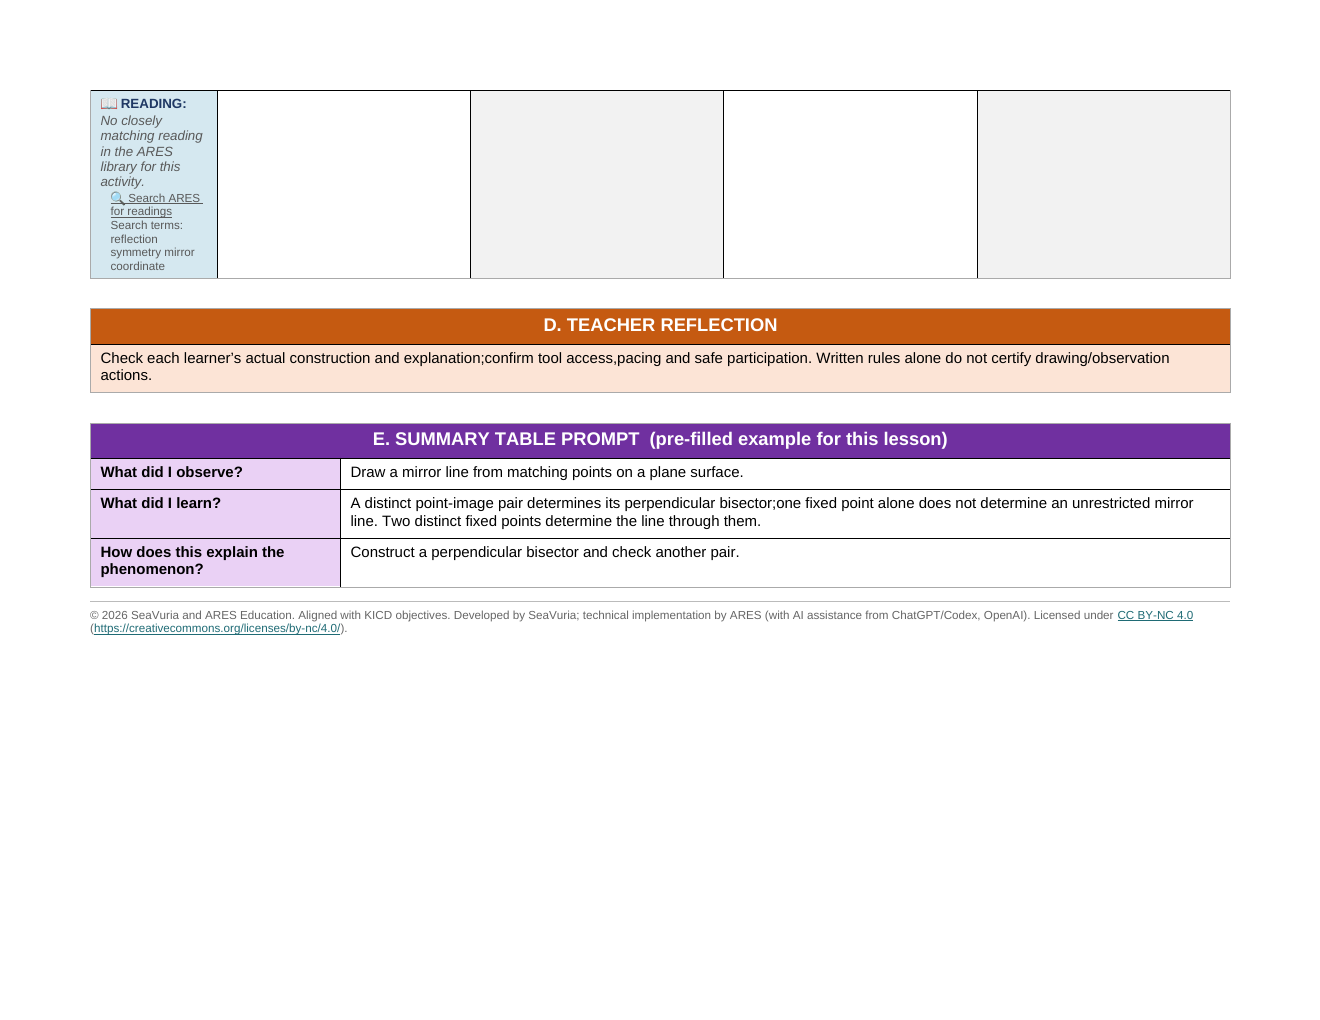 📖 READING:
No closely
matching reading
in the ARES
library for this
activity.
🔍 Search ARES
for readings
Search terms:
reflection
symmetry mirror
coordinate
D. TEACHER REFLECTION
Check each learner’s actual construction and explanation;confirm tool access,pacing and safe participation. Written rules alone do not certify drawing/observation
actions.
E. SUMMARY TABLE PROMPT  (pre-filled example for this lesson)
What did I observe?
Draw a mirror line from matching points on a plane surface.
What did I learn?
A distinct point-image pair determines its perpendicular bisector;one fixed point alone does not determine an unrestricted mirror
line. Two distinct fixed points determine the line through them.
How does this explain the
phenomenon?
Construct a perpendicular bisector and check another pair.
© 2026 SeaVuria and ARES Education. Aligned with KICD objectives. Developed by SeaVuria; technical implementation by ARES (with AI assistance from ChatGPT/Codex, OpenAI). Licensed under CC BY-NC 4.0
(https://creativecommons.org/licenses/by-nc/4.0/).